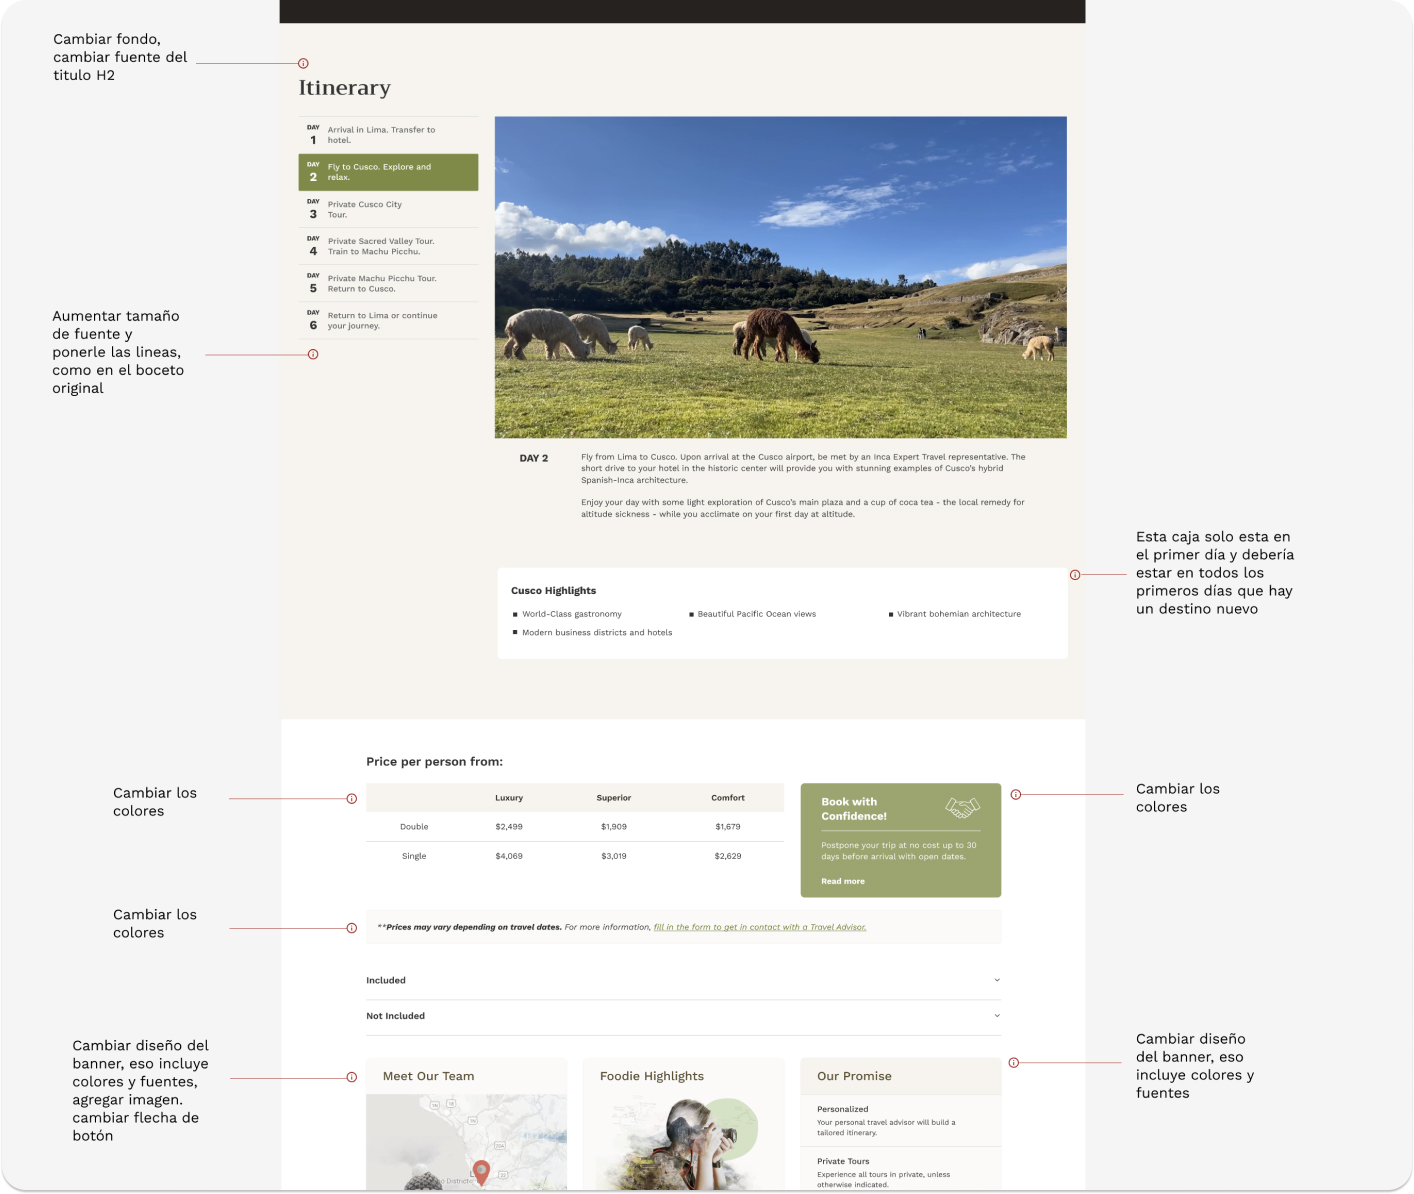 Cambiar fondo,
cambiar fuente del
titulo H2
Itinerary
DAY
1
Arrival in Lima. Transfer to
hotel.
DAY
2
Fly to Cusco. Explore and
relax.
DAY
3
Private Cusco City
Tour.
DAY
4
Private Sacred Valley Tour.
Train to Machu Picchu.
DAY
5
Private Machu Picchu Tour.
Return to Cusco.
DAY
6
Return to Lima or continue
your journey.
Aumentar tamaño
de fuente y
ponerle las lineas,
como en el boceto
original
DAY 2
Fly from Lima to Cusco. Upon arrival at the Cusco airport, be met by an Inca Expert Travel representative. The
short drive to your hotel in the historic center will provide you with stunning examples of Cusco's hybrid
Spanish-Inca architecture.
Enjoy your day with some light exploration of Cusco's main plaza and a cup of coca tea - the local remedy for
altitude sickness - while you acclimate on your first day at altitude.
Esta caja solo esta en
el primer día y debería
estar en todos los
primeros días que hay
un destino nuevo
Cusco Highlights
World-Class gastronomy
Beautiful Pacific Ocean views
Vibrant bohemian architecture
Modern business districts and hotels
Price per person from:
Cambiar los
colores
Luxury Superior Comfort
Double $2,499 $1,909 $1,679
Single $4,069 $3,019 $2,629
Book with
Confidence!
Postpone your trip at no cost up to 30
days before arrival with open dates.
Read more
Cambiar los
colores
Cambiar los
colores
**Prices may vary depending on travel dates. For more information, fill in the form to get in contact with a Travel Advisor.
Included
Not Included
Cambiar diseño del
banner, eso incluye
colores y fuentes,
agregar imagen.
cambiar flecha de
botón
Meet Our Team
Foodie Highlights
Our Promise
Personalized
Your personal travel advisor will build a
tailored itinerary.
Private Tours
Experience all tours in private, unless
otherwise indicated.
Cambiar diseño
del banner, eso
incluye colores y
fuentes